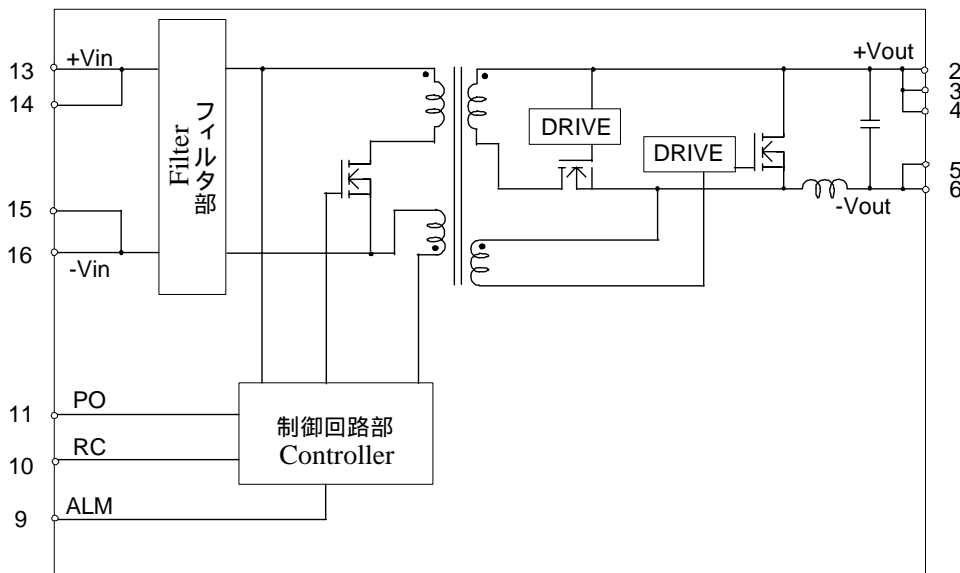 13
+Vin
14
フィルタ部
Filter
15
16
-Vin
DRIVE
DRIVE
+Vout
2
3
4
5
6
-Vout
11
PO
10
RC
9
ALM
制御回路部
Controller